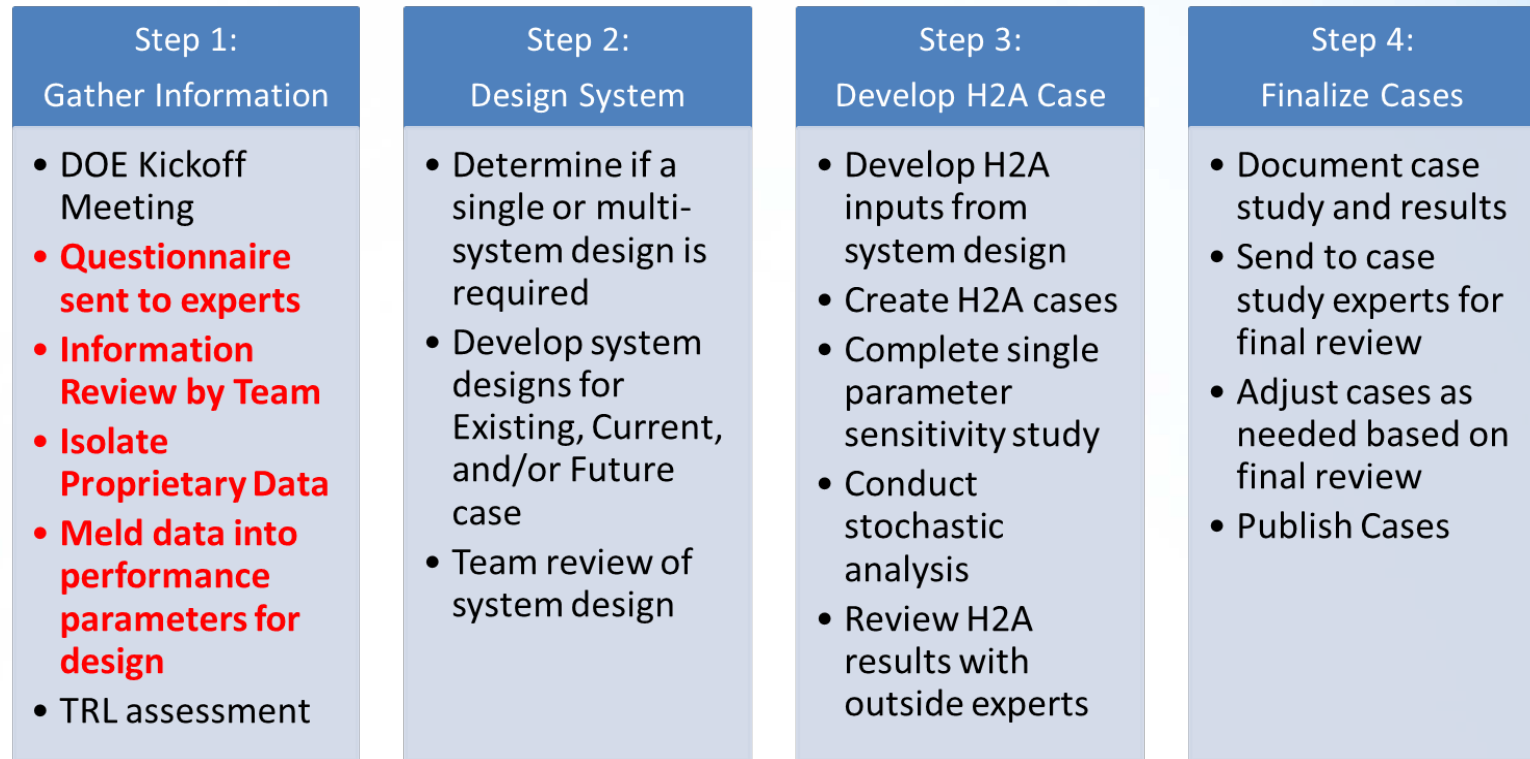 Step 1:
Gather Information
• DOE Kickoff
Meeting
• Questionnaire
sent to experts
• Information
Review by Team
• Isolate
Proprietary Data
• Meld data into
performance
parameters for
design
• TRL assessment
Step 2:
Design System
• Determine if a
single or multi-
system design is
required
• Develop system
designs for
Existing, Current,
and/or Future
case
• Team review of
system design
Step 3:
Develop H2A Case
• Develop H2A
inputs from
system design
• Create H2A cases
• Complete single
parameter
sensitivity study
• Conduct
stochastic
analysis
• Review H2A
results with
outside experts
Step 4:
Finalize Cases
• Document case
study and results
• Send to case
study experts for
final review
• Adjust cases as
needed based on
final review
• Publish Cases